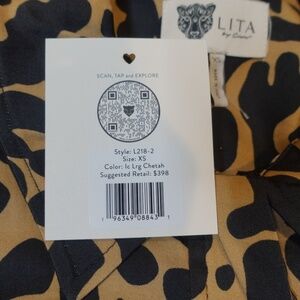 LITA
by Ciara
SCAN, TAP and EXPLORE
Style: L218-2
Size: XS
Color: lc Lrg Chetah
Suggested Retail: $398
1 96349 08843 1